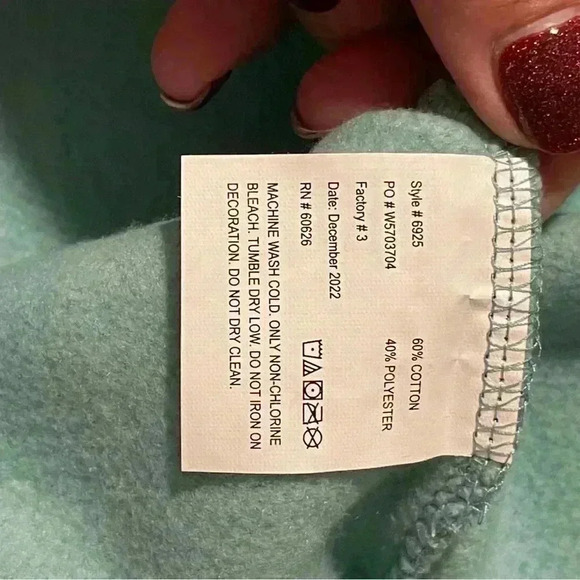 Style # 6925
PO # W5703704
Factory # 3
Date: December 2022
RN # 60626
60% COTTON
40% POLYESTER
MACHINE WASH COLD. ONLY NON-CHLORINE
BLEACH. TUMBLE DRY LOW. DO NOT IRON ON
DECORATION. DO NOT DRY CLEAN.